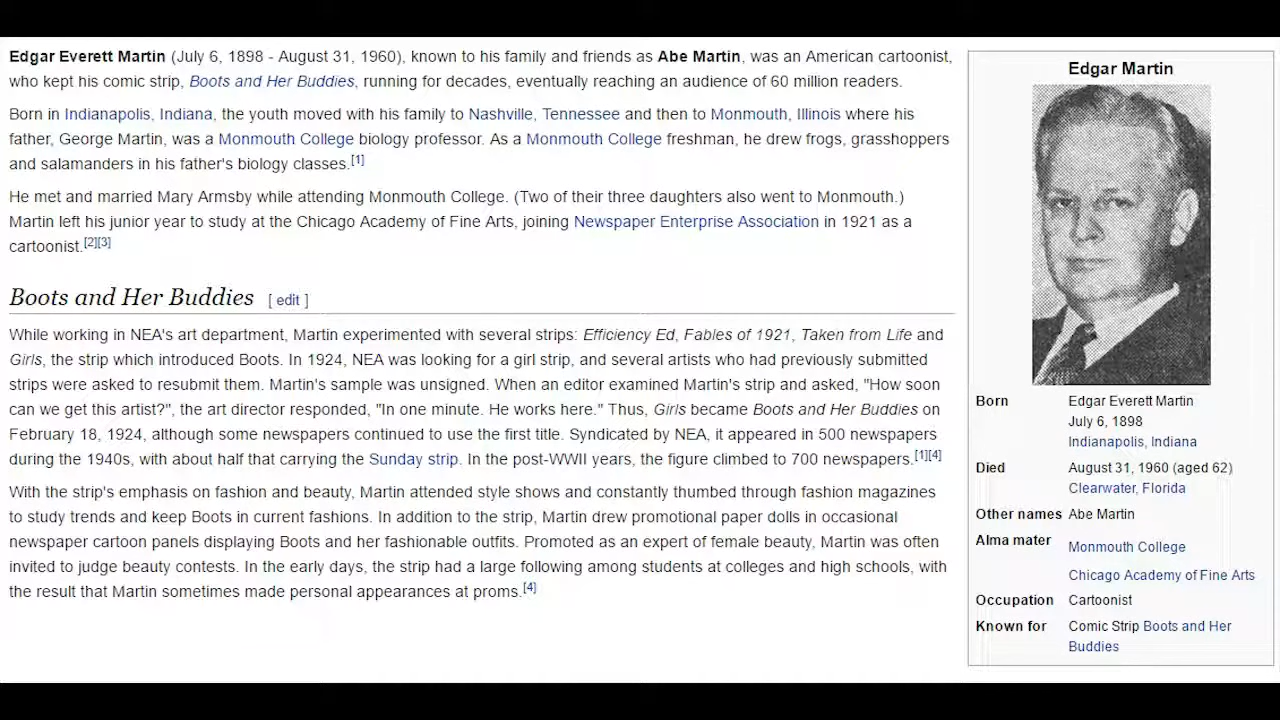 Edgar Everett Martin (July 6, 1898 - August 31, 1960), known to his family and friends as Abe Martin, was an American cartoonist,
who kept his comic strip, Boots and Her Buddies, running for decades, eventually reaching an audience of 60 million readers.
Born in Indianapolis, Indiana, the youth moved with his family to Nashville, Tennessee and then to Monmouth, Illinois where his
father, George Martin, was a Monmouth College biology professor. As a Monmouth College freshman, he drew frogs, grasshoppers
and salamanders in his father's biology classes.[1]
He met and married Mary Armsby while attending Monmouth College. (Two of their three daughters also went to Monmouth.)
Martin left his junior year to study at the Chicago Academy of Fine Arts, joining Newspaper Enterprise Association in 1921 as a
cartoonist.[2][3]
Boots and Her Buddies [ edit ]
While working in NEA's art department, Martin experimented with several strips: Efficiency Ed, Fables of 1921, Taken from Life and
Girls, the strip which introduced Boots. In 1924, NEA was looking for a girl strip, and several artists who had previously submitted
strips were asked to resubmit them. Martin's sample was unsigned. When an editor examined Martin's strip and asked, "How soon
can we get this artist?", the art director responded, "In one minute. He works here." Thus, Girls became Boots and Her Buddies on
February 18, 1924, although some newspapers continued to use the first title. Syndicated by NEA, it appeared in 500 newspapers
during the 1940s, with about half that carrying the Sunday strip. In the post-WWII years, the figure climbed to 700 newspapers.[1][4]
With the strip's emphasis on fashion and beauty, Martin attended style shows and constantly thumbed through fashion magazines
to study trends and keep Boots in current fashions. In addition to the strip, Martin drew promotional paper dolls in occasional
newspaper cartoon panels displaying Boots and her fashionable outfits. Promoted as an expert of female beauty, Martin was often
invited to judge beauty contests. In the early days, the strip had a large following among students at colleges and high schools, with
the result that Martin sometimes made personal appearances at proms.[4]
Edgar Martin
Born Edgar Everett Martin
July 6, 1898
Indianapolis, Indiana
Died August 31, 1960 (aged 62)
Clearwater, Florida
Other names Abe Martin
Alma mater Monmouth College
Chicago Academy of Fine Arts
Occupation Cartoonist
Known for Comic Strip Boots and Her
Buddies